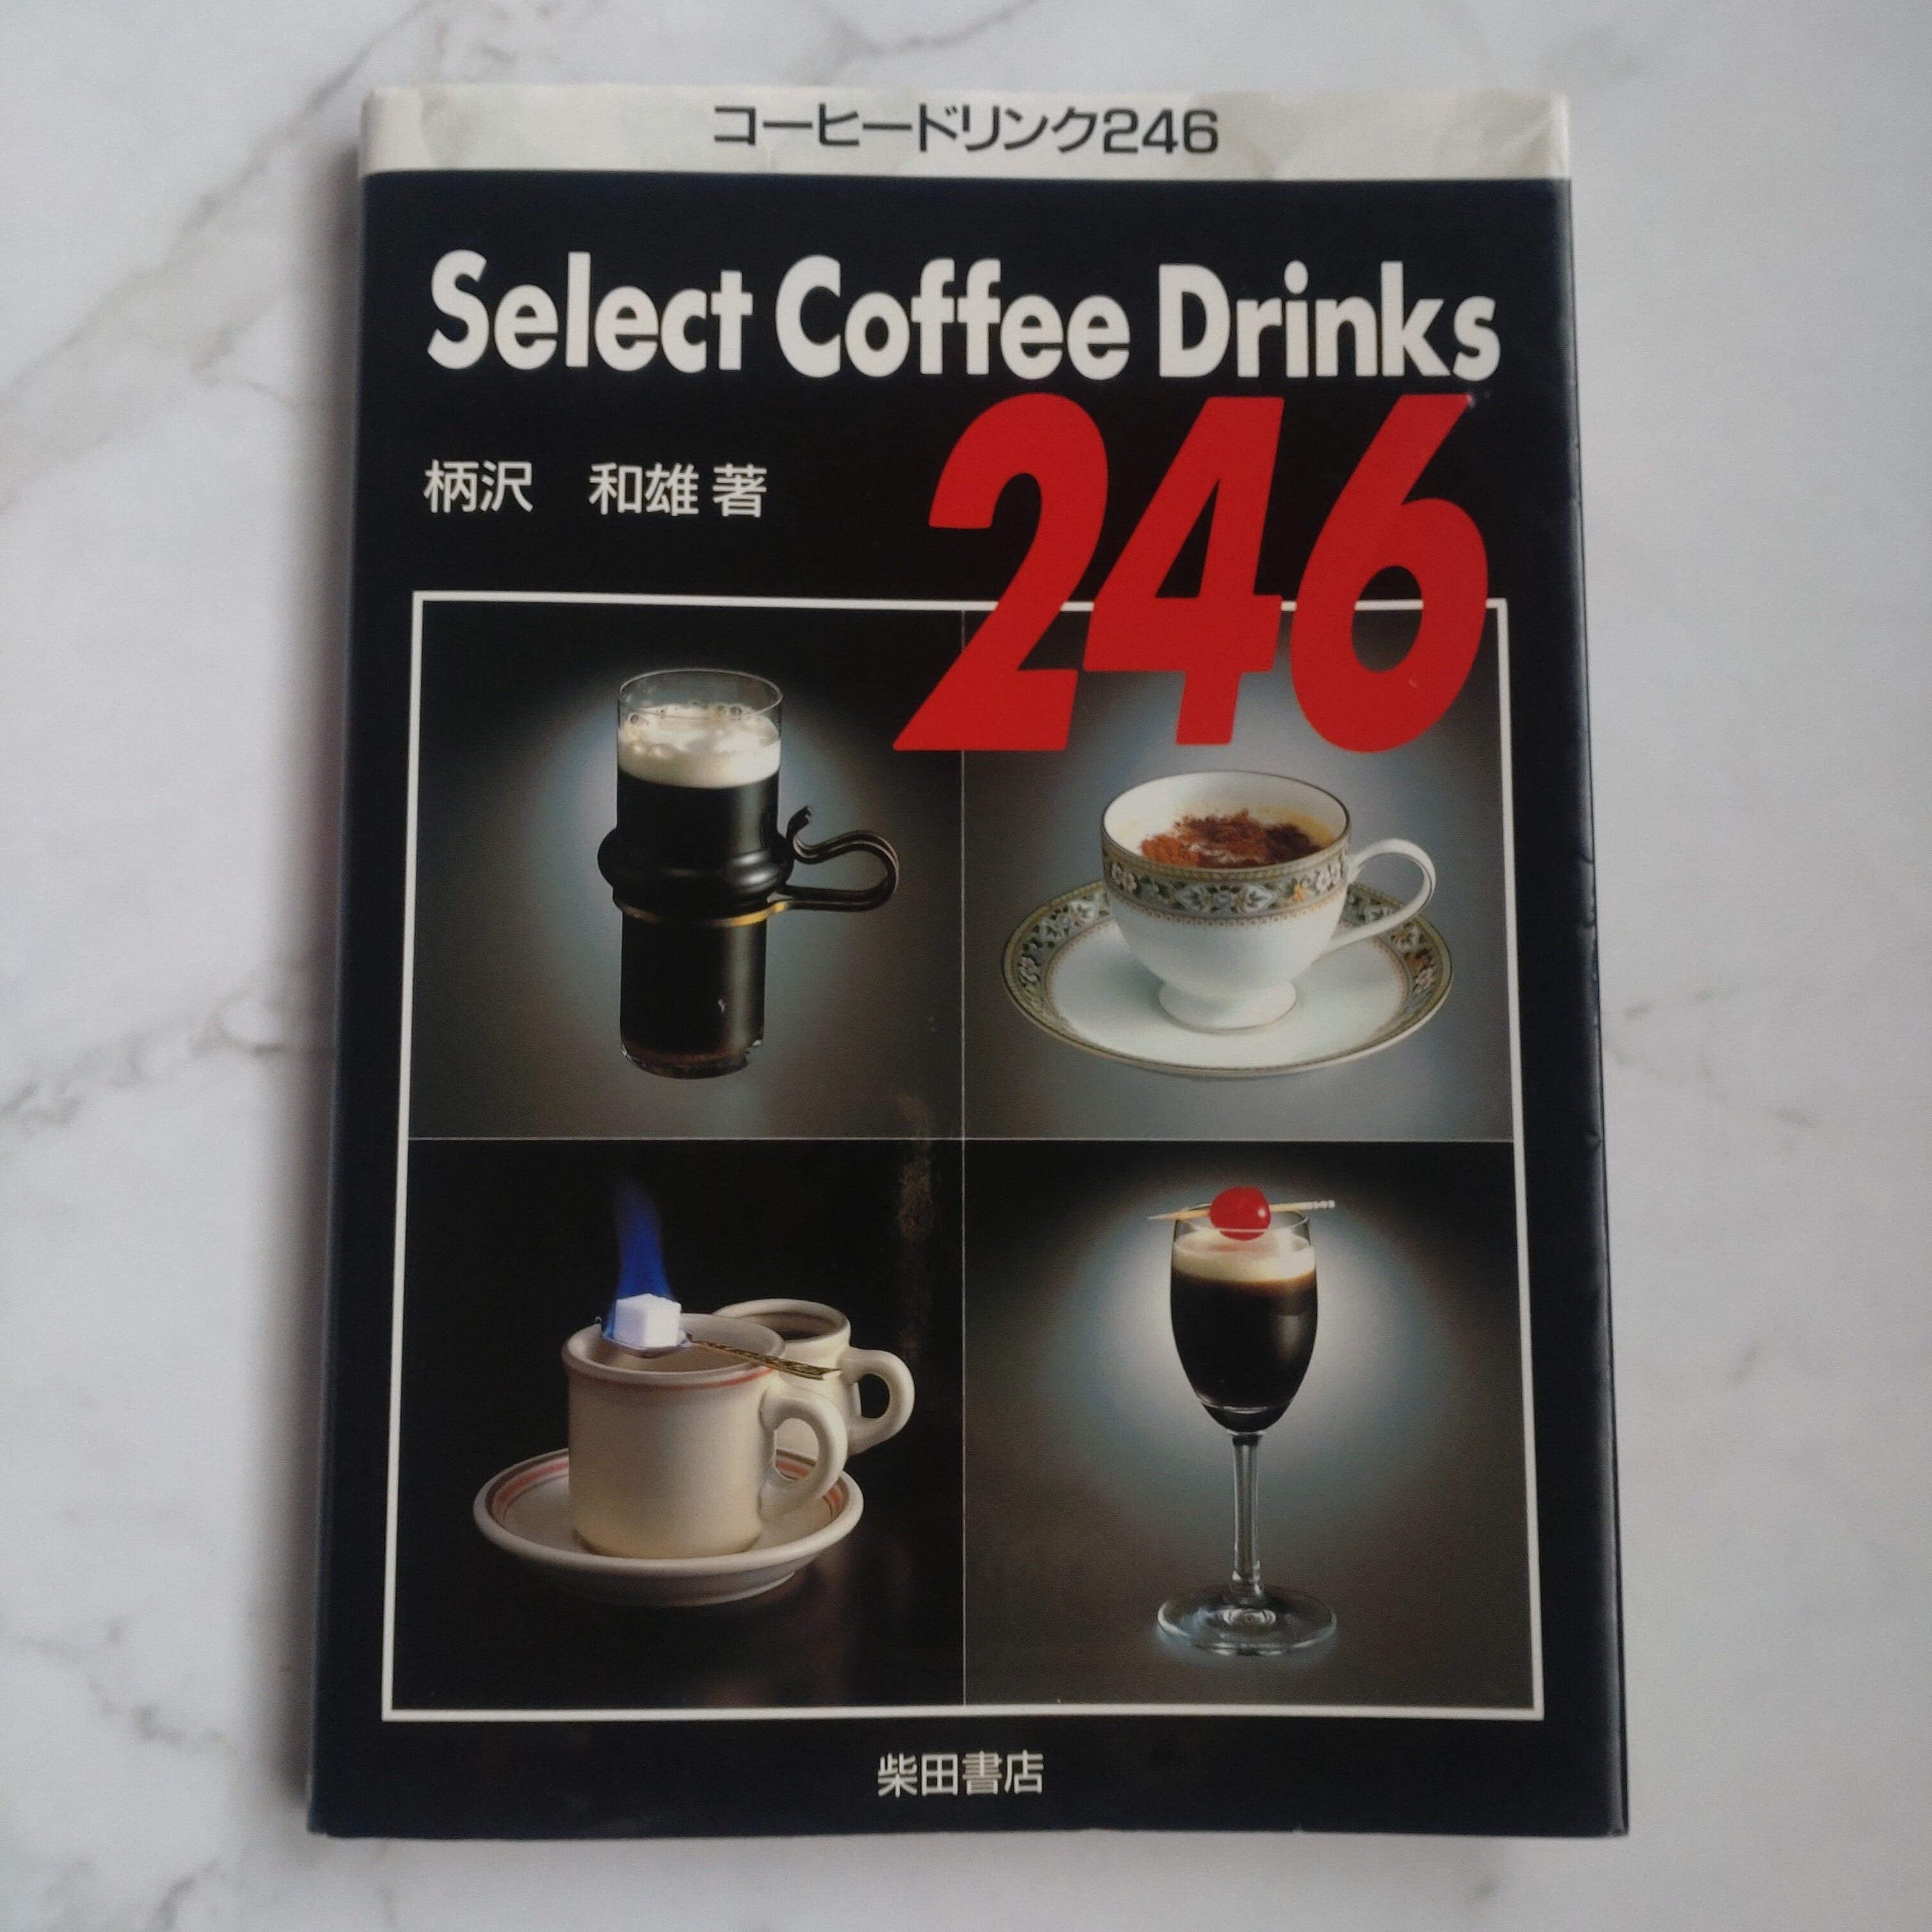 コーヒードリンク246
Select Coffee Drinks
246
柄沢 和雄 著
柴田書店